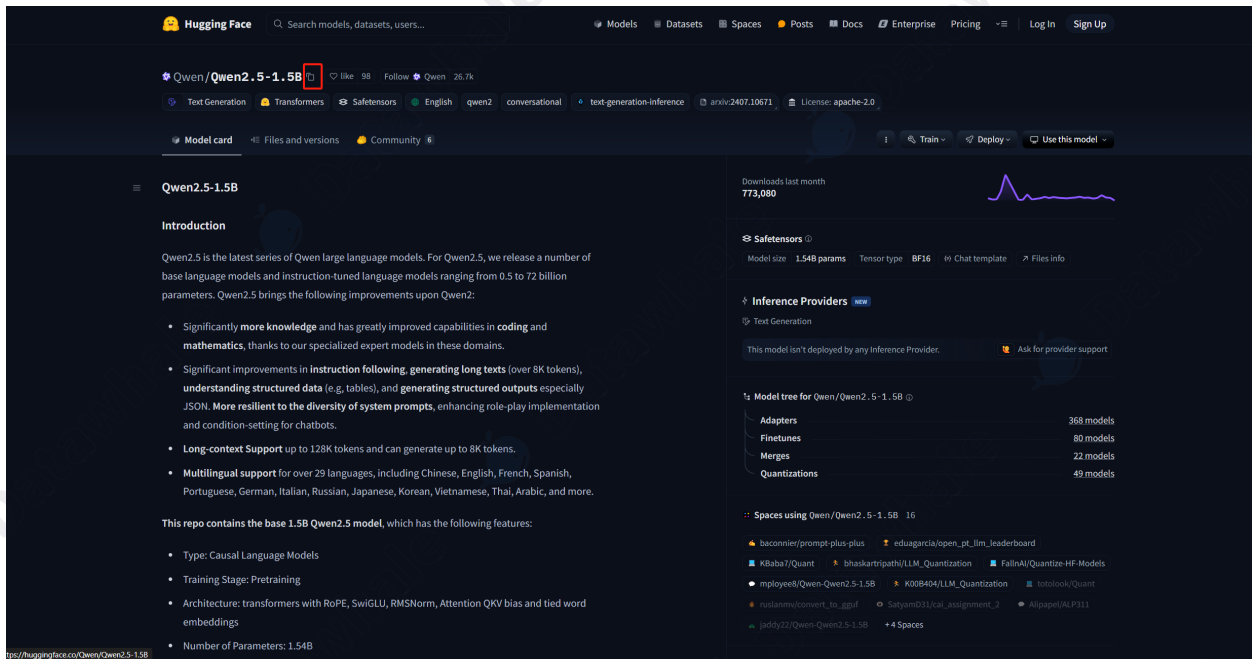 Hugging Face
Search models, datasets, users...
Models
Datasets
Spaces
Posts
Docs
Enterprise
Pricing
Log In
Sign Up
Qwen/Qwen2.5-1.5B
like 98
Follow Qwen 26.7k
Text Generation
Transformers
Safetensors
English
qwen2
conversational
text-generation-inference
arxiv:2407.10671
License: apache-2.0
Model card
Files and versions
Community 6
Train
Deploy
Use this model
Qwen2.5-1.5B
Introduction
Qwen2.5 is the latest series of Qwen large language models. For Qwen2.5, we release a number of
base language models and instruction-tuned language models ranging from 0.5 to 72 billion
parameters. Qwen2.5 brings the following improvements upon Qwen2:
• Significantly more knowledge and has greatly improved capabilities in coding and
mathematics, thanks to our specialized expert models in these domains.
• Significant improvements in instruction following, generating long texts (over 8K tokens),
understanding structured data (e.g, tables), and generating structured outputs especially
JSON. More resilient to the diversity of system prompts, enhancing role-play implementation
and condition-setting for chatbots.
• Long-context Support up to 128K tokens and can generate up to 8K tokens.
• Multilingual support for over 29 languages, including Chinese, English, French, Spanish,
Portuguese, German, Italian, Russian, Japanese, Korean, Vietnamese, Thai, Arabic, and more.
This repo contains the base 1.5B Qwen2.5 model, which has the following features:
• Type: Causal Language Models
• Training Stage: Pretraining
• Architecture: transformers with RoPE, SwiGLU, RMSNorm, Attention QKV bias and tied word
embeddings
• Number of Parameters: 1.54B
tps://huggingface.co/Qwen/Qwen2.5-1.5B
Downloads last month
773,080
Safetensors
Model size 1.54B params
Tensor type BF16
Chat template
Files info
Inference Providers NEW
Text Generation
This model isn't deployed by any Inference Provider.
Ask for provider support
Model tree for Qwen/Qwen2.5-1.5B
Adapters 368 models
Finetunes 80 models
Merges 22 models
Quantizations 49 models
Spaces using Qwen/Qwen2.5-1.5B 16
baconnier/prompt-plus-plus
eduagarcia/open_pt_llm_leaderboard
KBaba7/Quant
bhaskartripathi/LLM_Quantization
FallnAI/Quantize-HF-Models
mployee8/Qwen-Qwen2.5-1.5B
K00B404/LLM_Quantization
totolook/Quant
ruslanmv/convert_to_gguf
SatyamD31/cai_assignment_2
Alipapel/ALP311
jaddy22/Qwen-Qwen2.5-1.5B
+ 4 Spaces